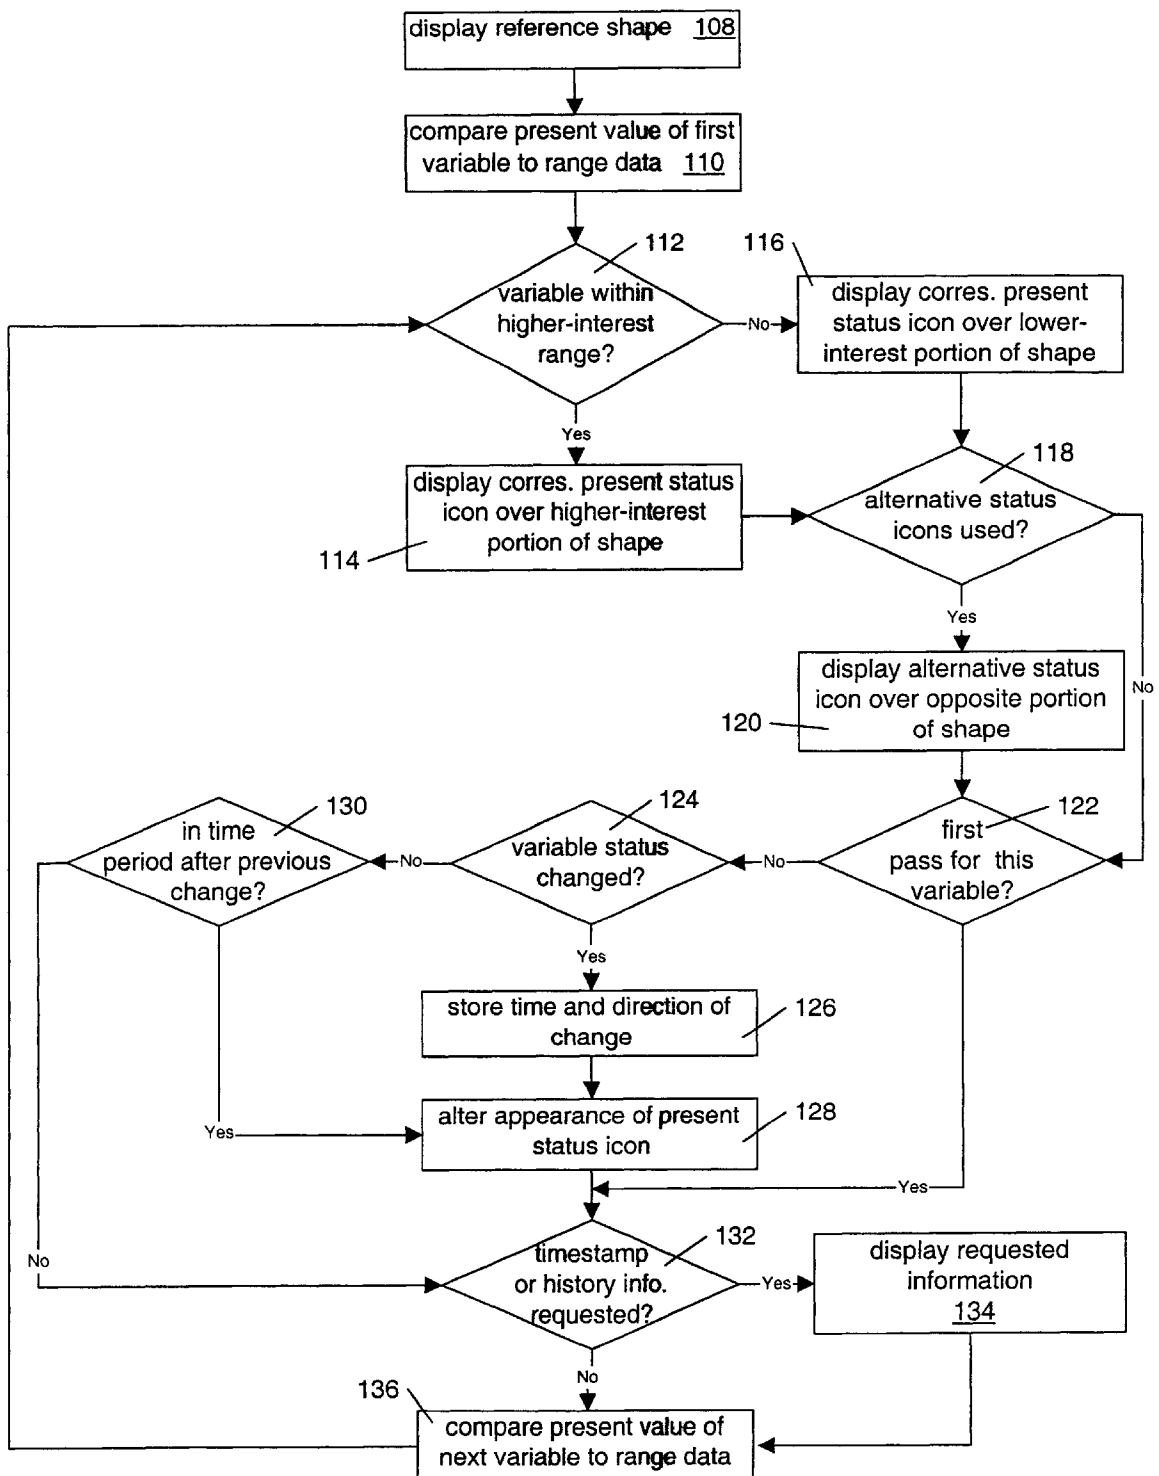 display reference shape 108
compare present value of first
variable to range data 110
112
variable within
higher-interest
range?
No
116
display corres. present
status icon over lower-
interest portion of shape
Yes
display corres. present status
icon over higher-interest
portion of shape
114
118
alternative status
icons used?
Yes
No
display alternative status
icon over opposite portion
of shape
120
122
first
pass for this
variable?
No
124
variable status
changed?
No
130
in time
period after previous
change?
Yes
store time and direction of
change
126
alter appearance of present
status icon
128
Yes
Yes
No
132
timestamp
or history info.
requested?
Yes
display requested
information
134
No
136
compare present value of
next variable to range data